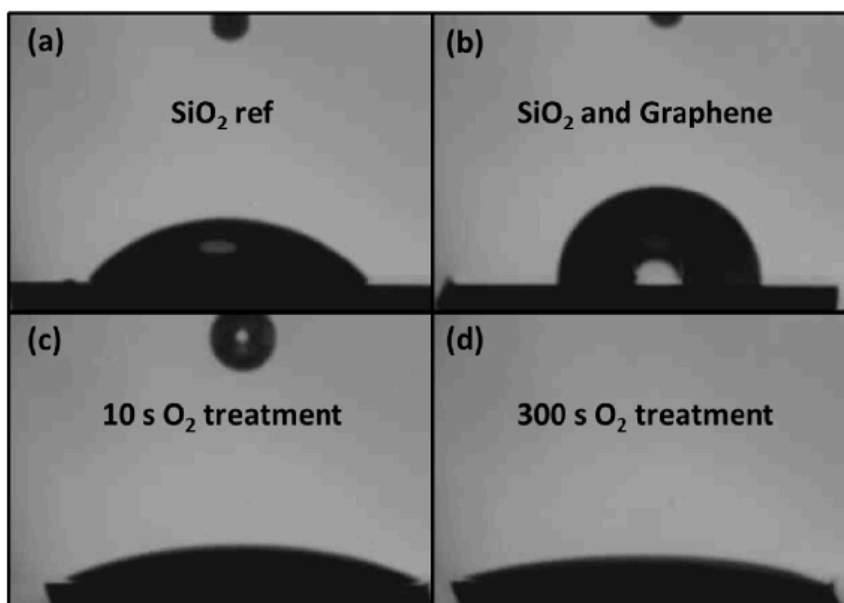 (a)
SiO₂ ref
(b)
SiO₂ and Graphene
(c)
10 s O₂ treatment
(d)
300 s O₂ treatment